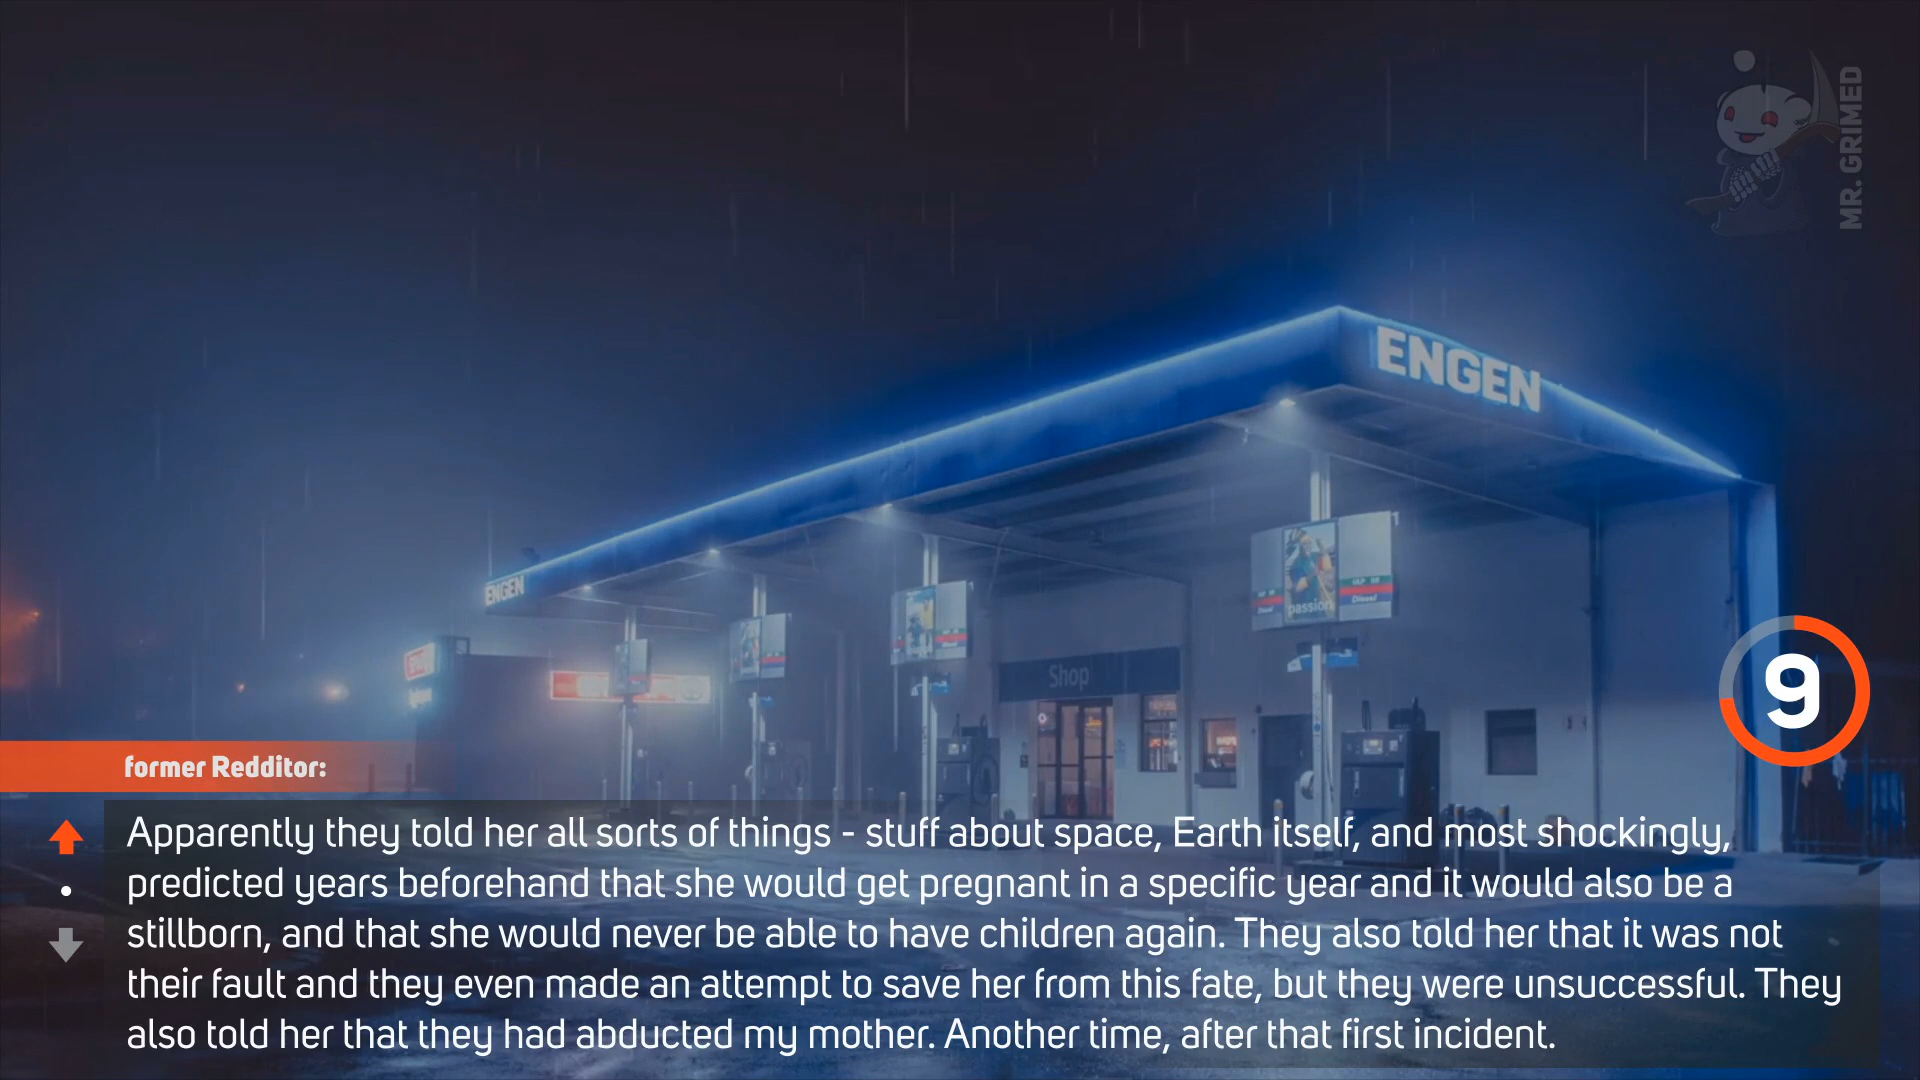 MR. GRIMED
ENGEN
ENGEN
passion
Diesel
Shop
9
former Redditor:
Apparently they told her all sorts of things - stuff about space, Earth itself, and most shockingly,
predicted years beforehand that she would get pregnant in a specific year and it would also be a
stillborn, and that she would never be able to have children again. They also told her that it was not
their fault and they even made an attempt to save her from this fate, but they were unsuccessful. They
also told her that they had abducted my mother. Another time, after that first incident.